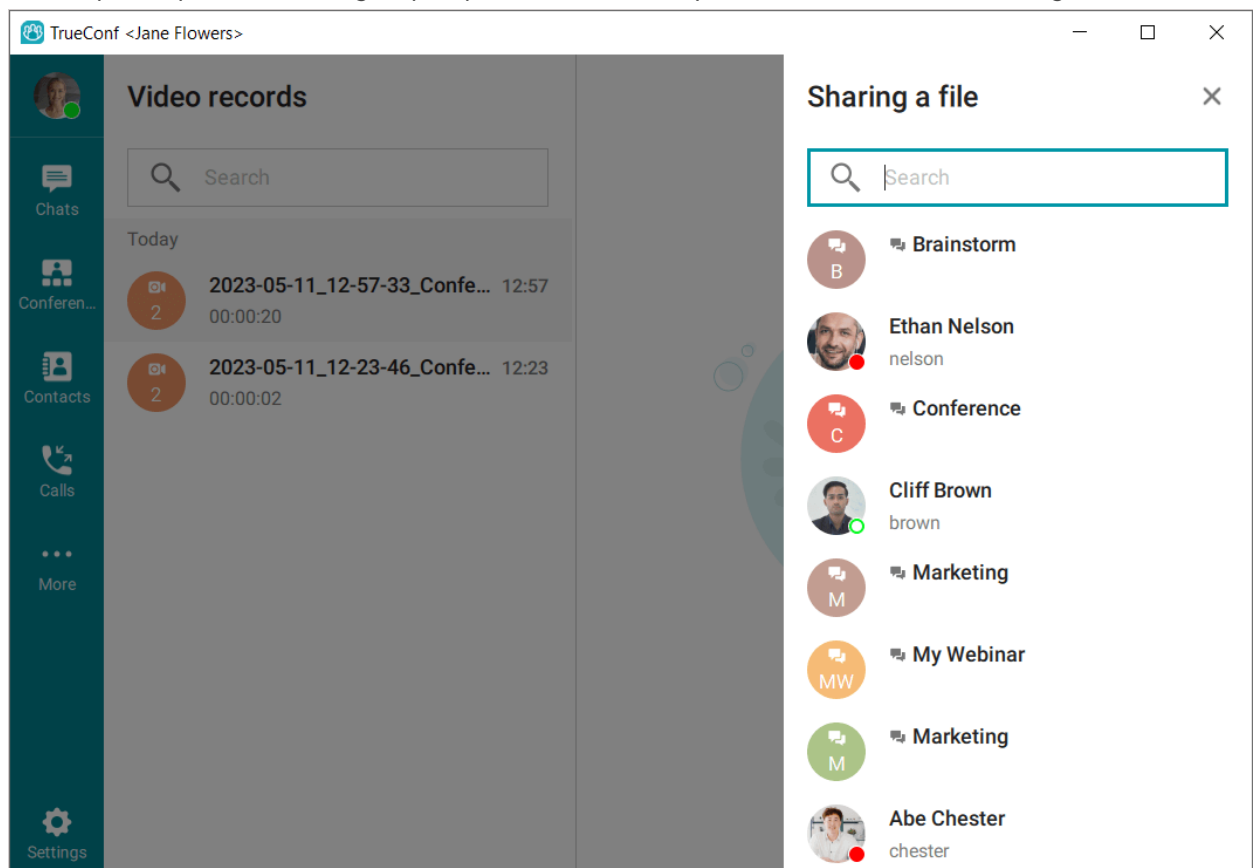 TrueConf <Jane Flowers>
Video records
Search
Today
2023-05-11_12-57-33_Confe... 12:57
2
00:00:20
2023-05-11_12-23-46_Confe... 12:23
2
00:00:02
Chats
Conferen...
Contacts
Calls
More
Settings
Sharing a file
Search
Brainstorm
B
Ethan Nelson
nelson
Conference
C
Cliff Brown
brown
Marketing
M
My Webinar
MW
Marketing
M
Abe Chester
chester